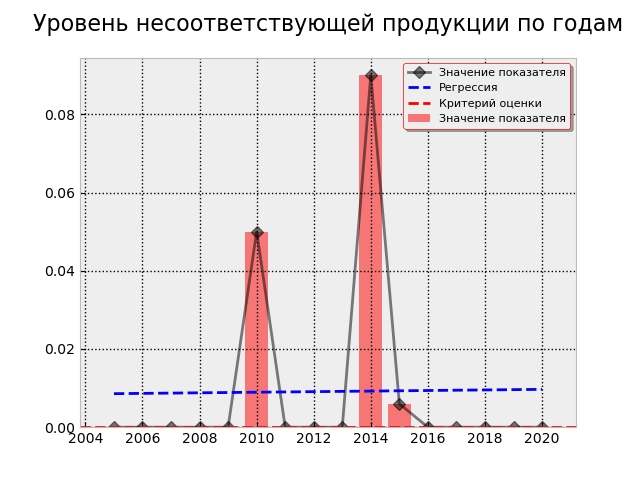 Уровень несоответствующей продукции по годам
Значение показателя
Регрессия
Критерий оценки
Значение показателя
0.08
0.06
0.04
0.02
0.00
2004 2006 2008 2010 2012 2014 2016 2018 2020